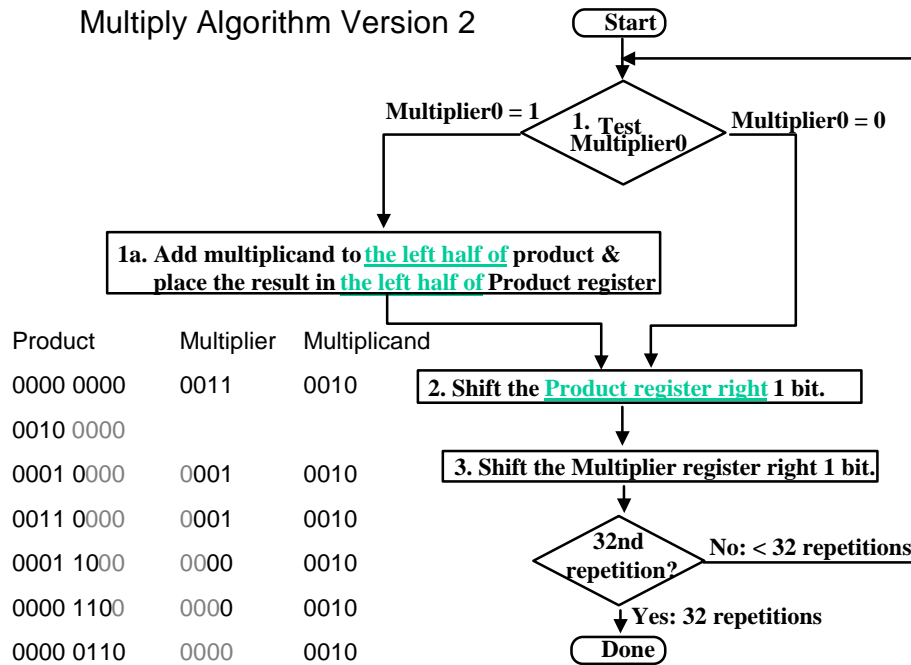 Multiply Algorithm Version 2
Start
Multiplier0 = 1
1. Test
Multiplier0
Multiplier0 = 0
1a. Add multiplicand to the left half of product &
place the result in the left half of Product register
Product Multiplier Multiplicand
0000 0000 0011 0010
0010 0000
0001 0000 0001 0010
0011 0000 0001 0010
0001 1000 0000 0010
0000 1100 0000 0010
0000 0110 0000 0010
2. Shift the Product register right 1 bit.
3. Shift the Multiplier register right 1 bit.
32nd
repetition?
No: < 32 repetitions
Yes: 32 repetitions
Done